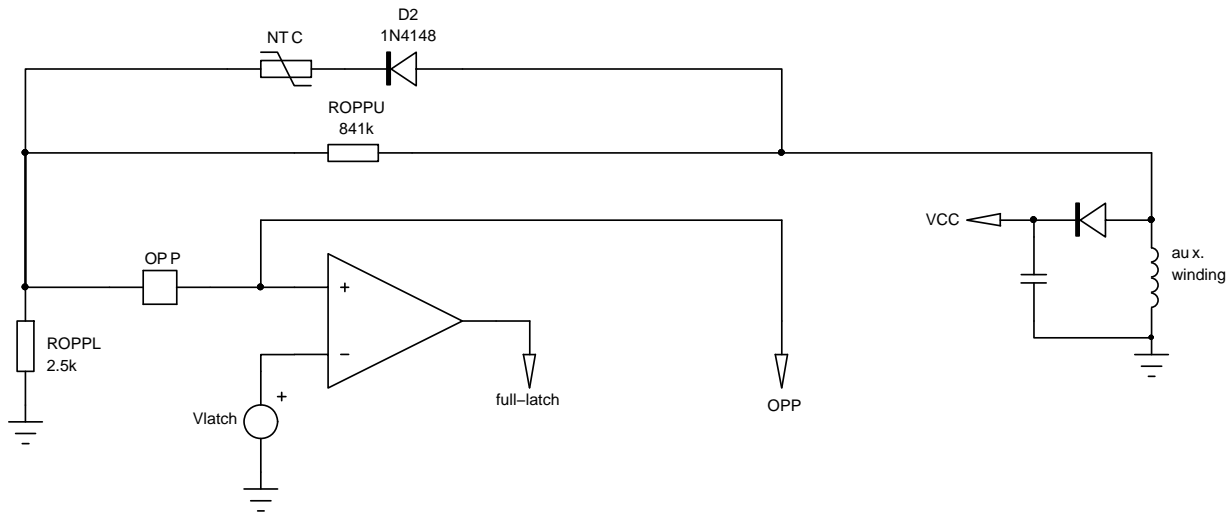 D2
1N4148
NTC
ROPPU
841k
VCC
aux.
winding
OPP
+
−
ROPPL
2.5k
+
Vlatch
full−latch
OPP